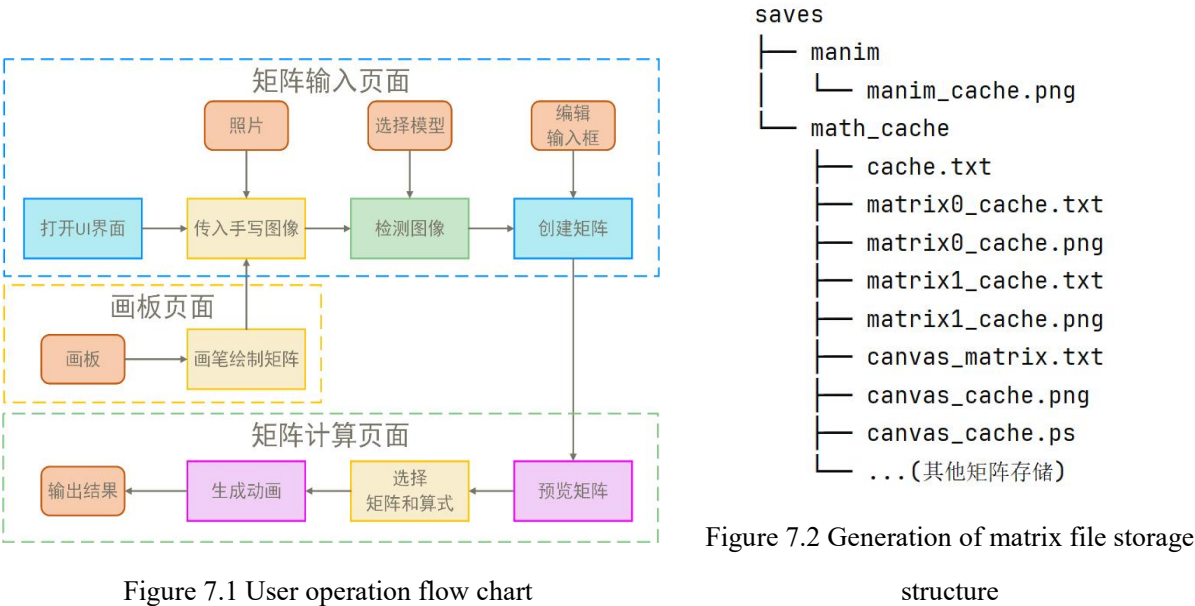 矩阵输入页面
照片
选择模型
编辑
输入框
打开UI界面
传入手写图像
检测图像
创建矩阵
画板页面
画板
画笔绘制矩阵
矩阵计算页面
输出结果
生成动画
选择
矩阵和算式
预览矩阵
Figure 7.1 User operation flow chart
saves
├── manim
│   └── manim_cache.png
└── math_cache
    ├── cache.txt
    ├── matrix0_cache.txt
    ├── matrix0_cache.png
    ├── matrix1_cache.txt
    ├── matrix1_cache.png
    ├── canvas_matrix.txt
    ├── canvas_cache.png
    ├── canvas_cache.ps
    └── ...(其他矩阵存储)
Figure 7.2 Generation of matrix file storage
structure